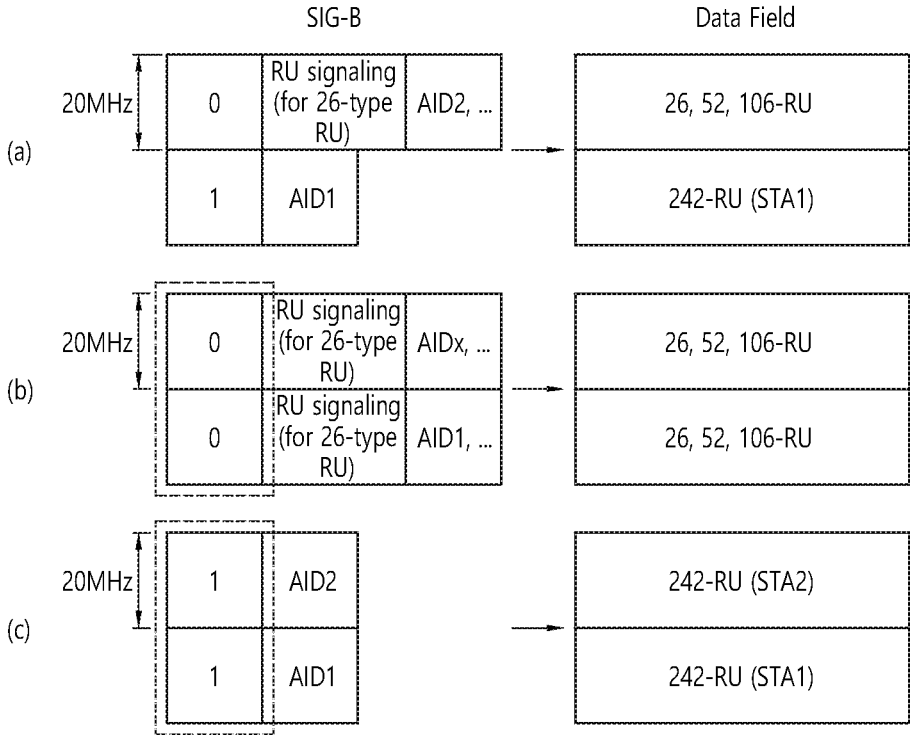 SIG-B
Data Field
(a)
20MHz
0
RU signaling
(for 26-type
RU)
AID2, ...
26, 52, 106-RU
1
AID1
242-RU (STA1)
(b)
20MHz
0
RU signaling
(for 26-type
RU)
AIDx, ...
26, 52, 106-RU
0
RU signaling
(for 26-type
RU)
AID1, ...
26, 52, 106-RU
(c)
20MHz
1
AID2
242-RU (STA2)
1
AID1
242-RU (STA1)